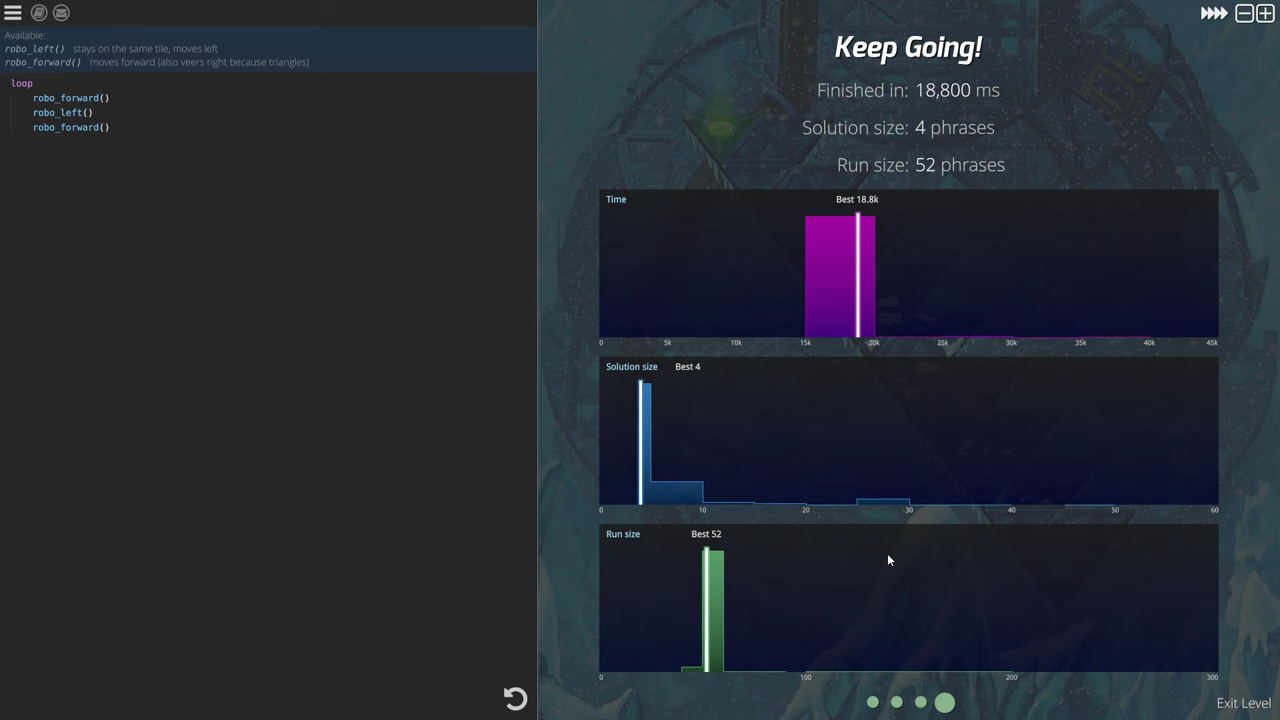 Available:
robo_left() stays on the same tile, moves left
robo_forward() moves forward (also veers right because triangles)
loop
robo_forward()
robo_left()
robo_forward()
Keep Going!
Finished in: 18,800 ms
Solution size: 4 phrases
Run size: 52 phrases
Time Best 18.8k
0 5k 10k 15k 20k 25k 30k 35k 40k 45k
Solution size Best 4
0 10 20 30 40 50 60
Run size Best 52
0 100 200 300
Exit Level